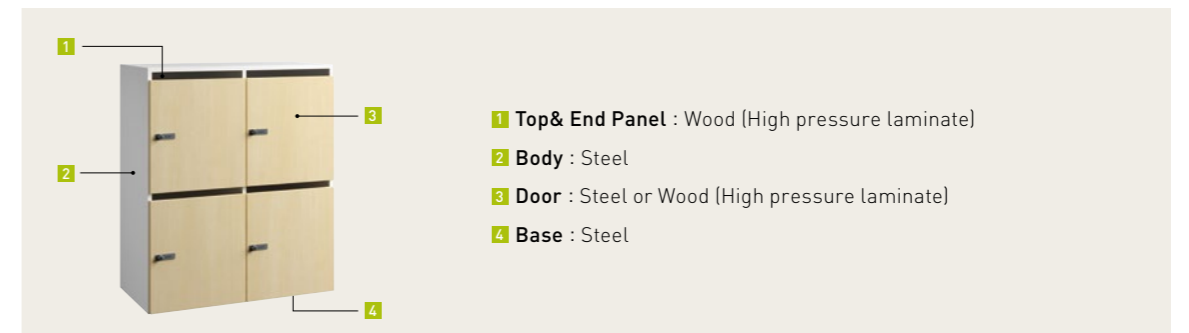 1
2
3
4
1 Top& End Panel : Wood (High pressure laminate)
2 Body : Steel
3 Door : Steel or Wood (High pressure laminate)
4 Base : Steel